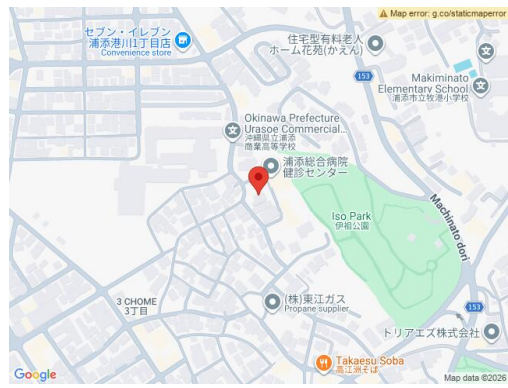 Map error: g.co/staticmaperror
セブン-イレブン
浦添港川1丁目店
Convenience store
住宅型有料老人
ホーム花苑(かえん)
153
Makiminato
Elementary School
浦添市立牧港小学校
Okinawa Prefecture
Urasoe Commercial...
沖縄県立浦添
商業高等学校
浦添総合病院
健診センター
Iso Park
伊祖公園
Machinato dori
3 CHOME
3丁目
(株)東江ガス
Propane supplier
153
トリアエズ株式会社
Takaesu Soba
高江洲そば
Google
Map data ©2026